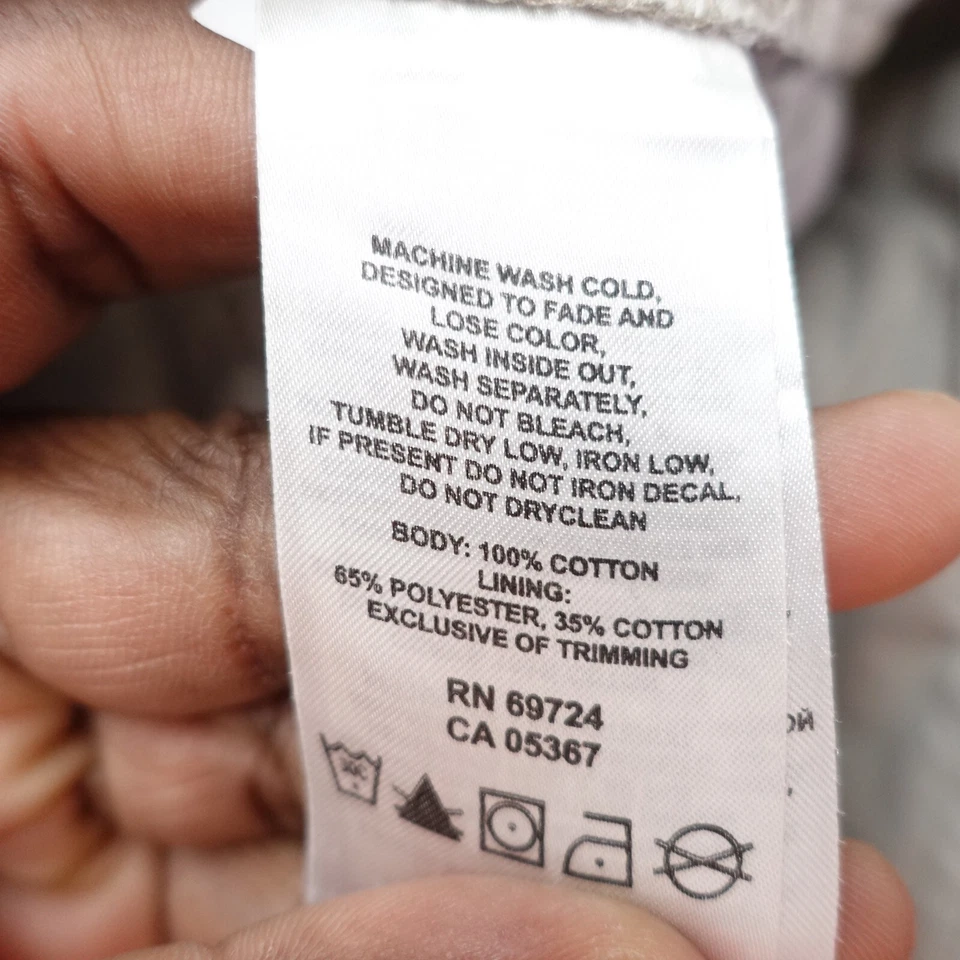 MACHINE WASH COLD,
DESIGNED TO FADE AND
LOSE COLOR,
WASH INSIDE OUT,
WASH SEPARATELY,
DO NOT BLEACH,
TUMBLE DRY LOW, IRON LOW,
IF PRESENT DO NOT IRON DECAL,
DO NOT DRYCLEAN
BODY: 100% COTTON
LINING:
65% POLYESTER, 35% COTTON
EXCLUSIVE OF TRIMMING
RN 69724
CA 05367
30C